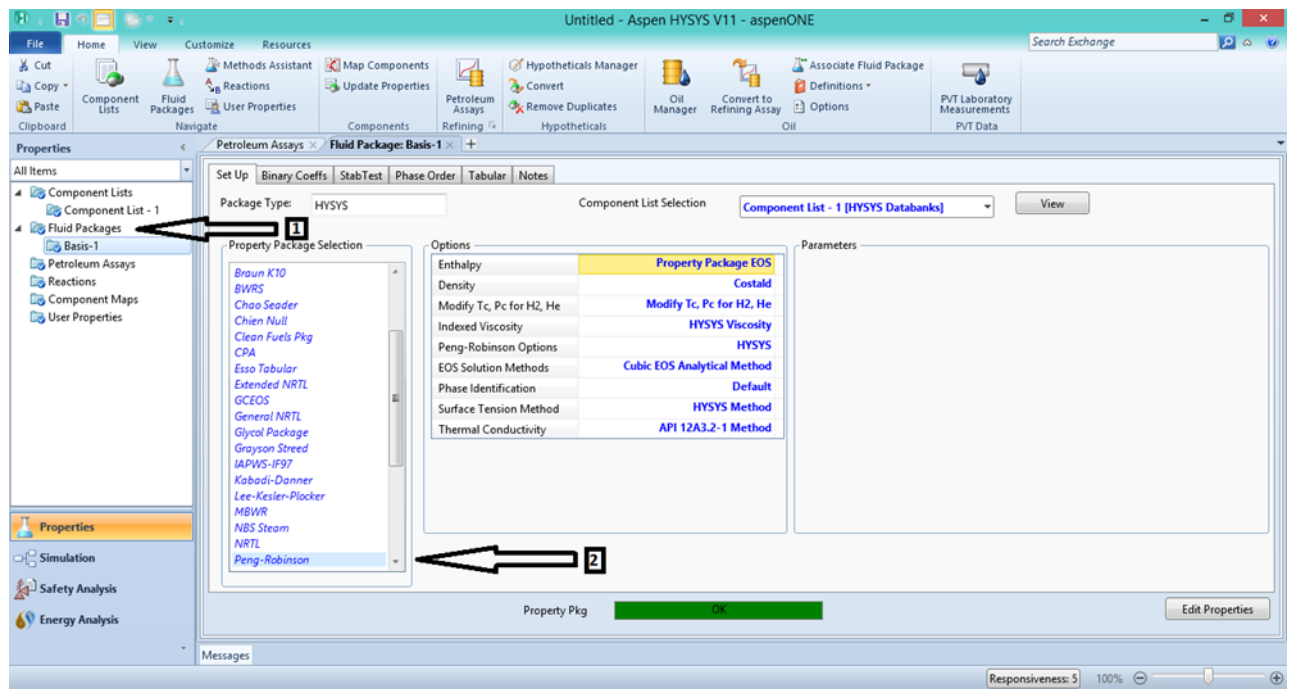 Untitled - Aspen HYSYS V11 - aspenONE
File Home View Customize Resources Search Exchange
Cut
Copy
Paste
Clipboard
Component Lists
Fluid Packages
Methods Assistant
Reactions
User Properties
Navigate
Map Components
Update Properties
Components
Petroleum Assays
Refining
Hypotheticals Manager
Convert
Remove Duplicates
Hypotheticals
Oil Manager
Convert to Refining Assay
Associate Fluid Package
Definitions
Options
Oil
PVT Laboratory Measurements
PVT Data
Properties
All Items
Component Lists
Component List - 1
Fluid Packages
Basis-1
Petroleum Assays
Reactions
Component Maps
User Properties
Properties
Simulation
Safety Analysis
Energy Analysis
Petroleum Assays Fluid Package: Basis-1 +
Set Up Binary Coeffs StabTest Phase Order Tabular Notes
Package Type: HYSYS Component List Selection Component List - 1 [HYSYS Databanks] View
1
Property Package Selection
Braun K10
BWRS
Chao Seader
Chien Null
Clean Fuels Pkg
CPA
Esso Tabular
Extended NRTL
GCEOS
General NRTL
Glycol Package
Grayson Streed
IAPWS-IF97
Kabadi-Danner
Lee-Kesler-Plocker
MBWR
NBS Steam
NRTL
Peng-Robinson
2
Options
Enthalpy Property Package EOS
Density Costald
Modify Tc, Pc for H2, He Modify Tc, Pc for H2, He
Indexed Viscosity HYSYS Viscosity
Peng-Robinson Options HYSYS
EOS Solution Methods Cubic EOS Analytical Method
Phase Identification Default
Surface Tension Method HYSYS Method
Thermal Conductivity API 12A3.2-1 Method
Parameters
Property Pkg OK Edit Properties
Messages
Responsiveness: 5 100%